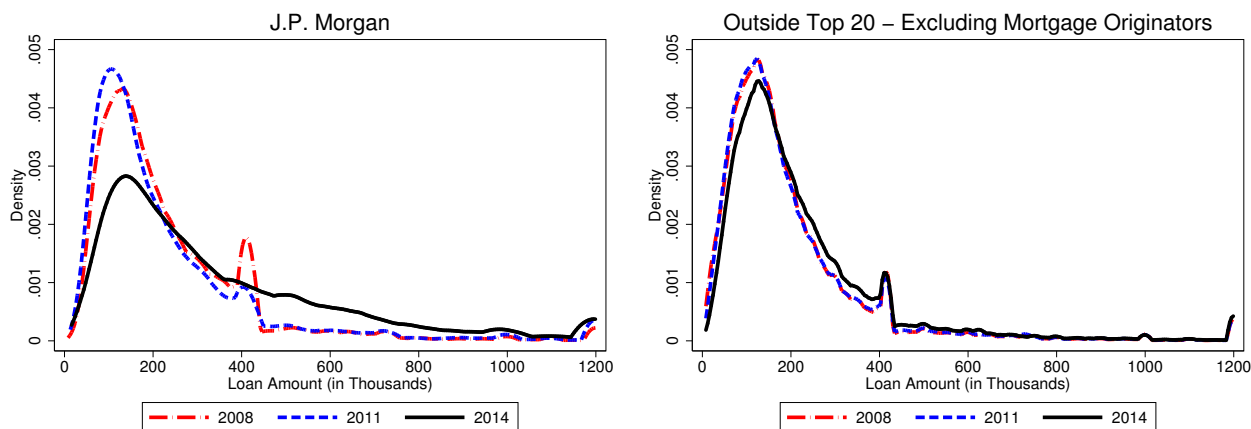 J.P. Morgan
.005
.004
.003
.002
.001
0
Density
0 200 400 600 800 1000 1200
Loan Amount (in Thousands)
2008 2011 2014
Outside Top 20 − Excluding Mortgage Originators
.005
.004
.003
.002
.001
0
Density
0 200 400 600 800 1000 1200
Loan Amount (in Thousands)
2008 2011 2014